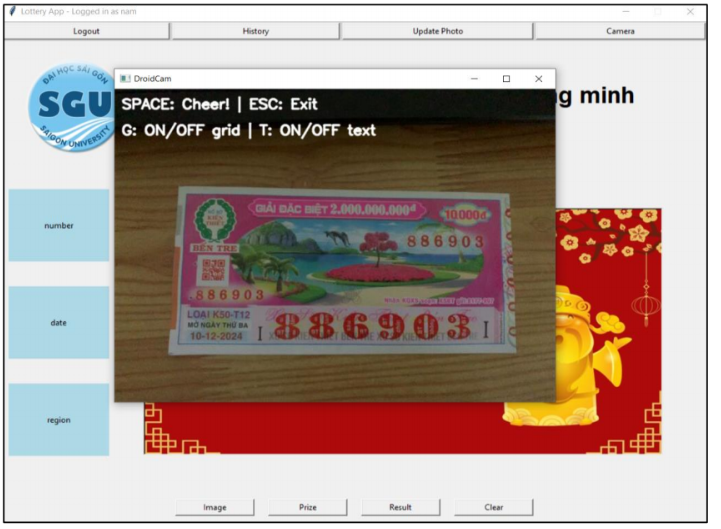 Lottery App - Logged in as nam
Logout
History
Update Photo
Camera
ĐẠI HỌC SÀI GÒN
SGU
SAIGON UNIVERSITY
ng minh
DroidCam
SPACE: Cheer! | ESC: Exit
G: ON/OFF grid | T: ON/OFF text
GIẢI ĐẶC BIỆT 2.000.000.000đ
10000đ
BẾN TRE
886903
886903
LOẠI K50-T12
MỞ NGÀY THỨ BA
10-12-2024
I 886903 I
number
date
region
Image
Prize
Result
Clear